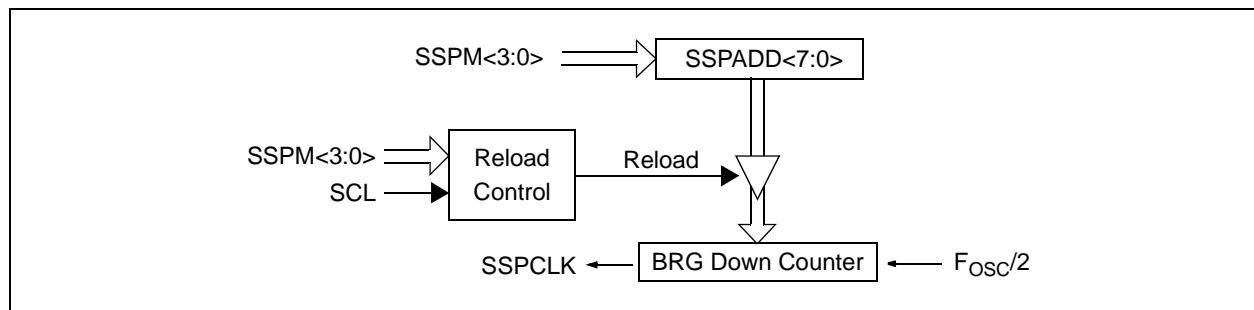 SSPM<3:0>
SSPADD<7:0>
SSPM<3:0>
SCL
Reload
Control
Reload
SSPCLK
BRG Down Counter
FOSC/2